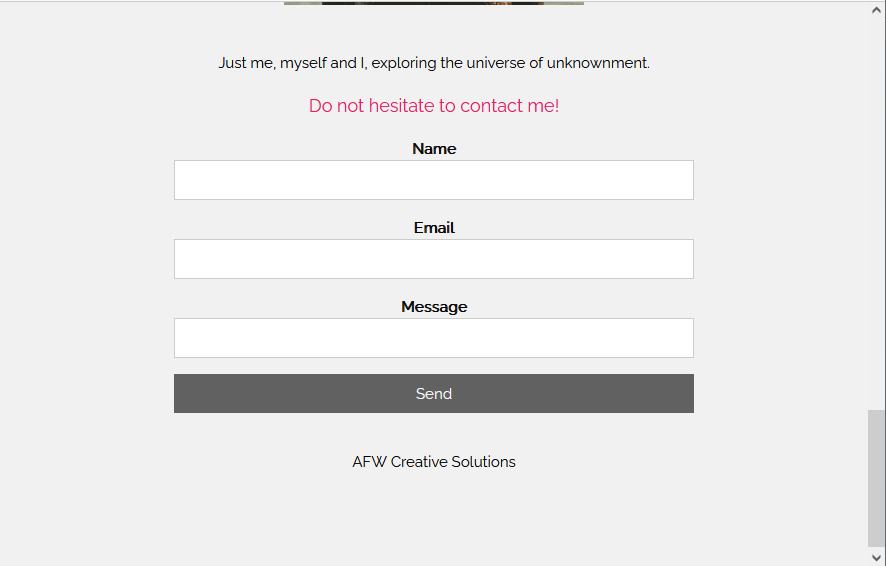 Just me, myself and I, exploring the universe of unknownment.
Do not hesitate to contact me!
Name
Email
Message
Send
AFW Creative Solutions